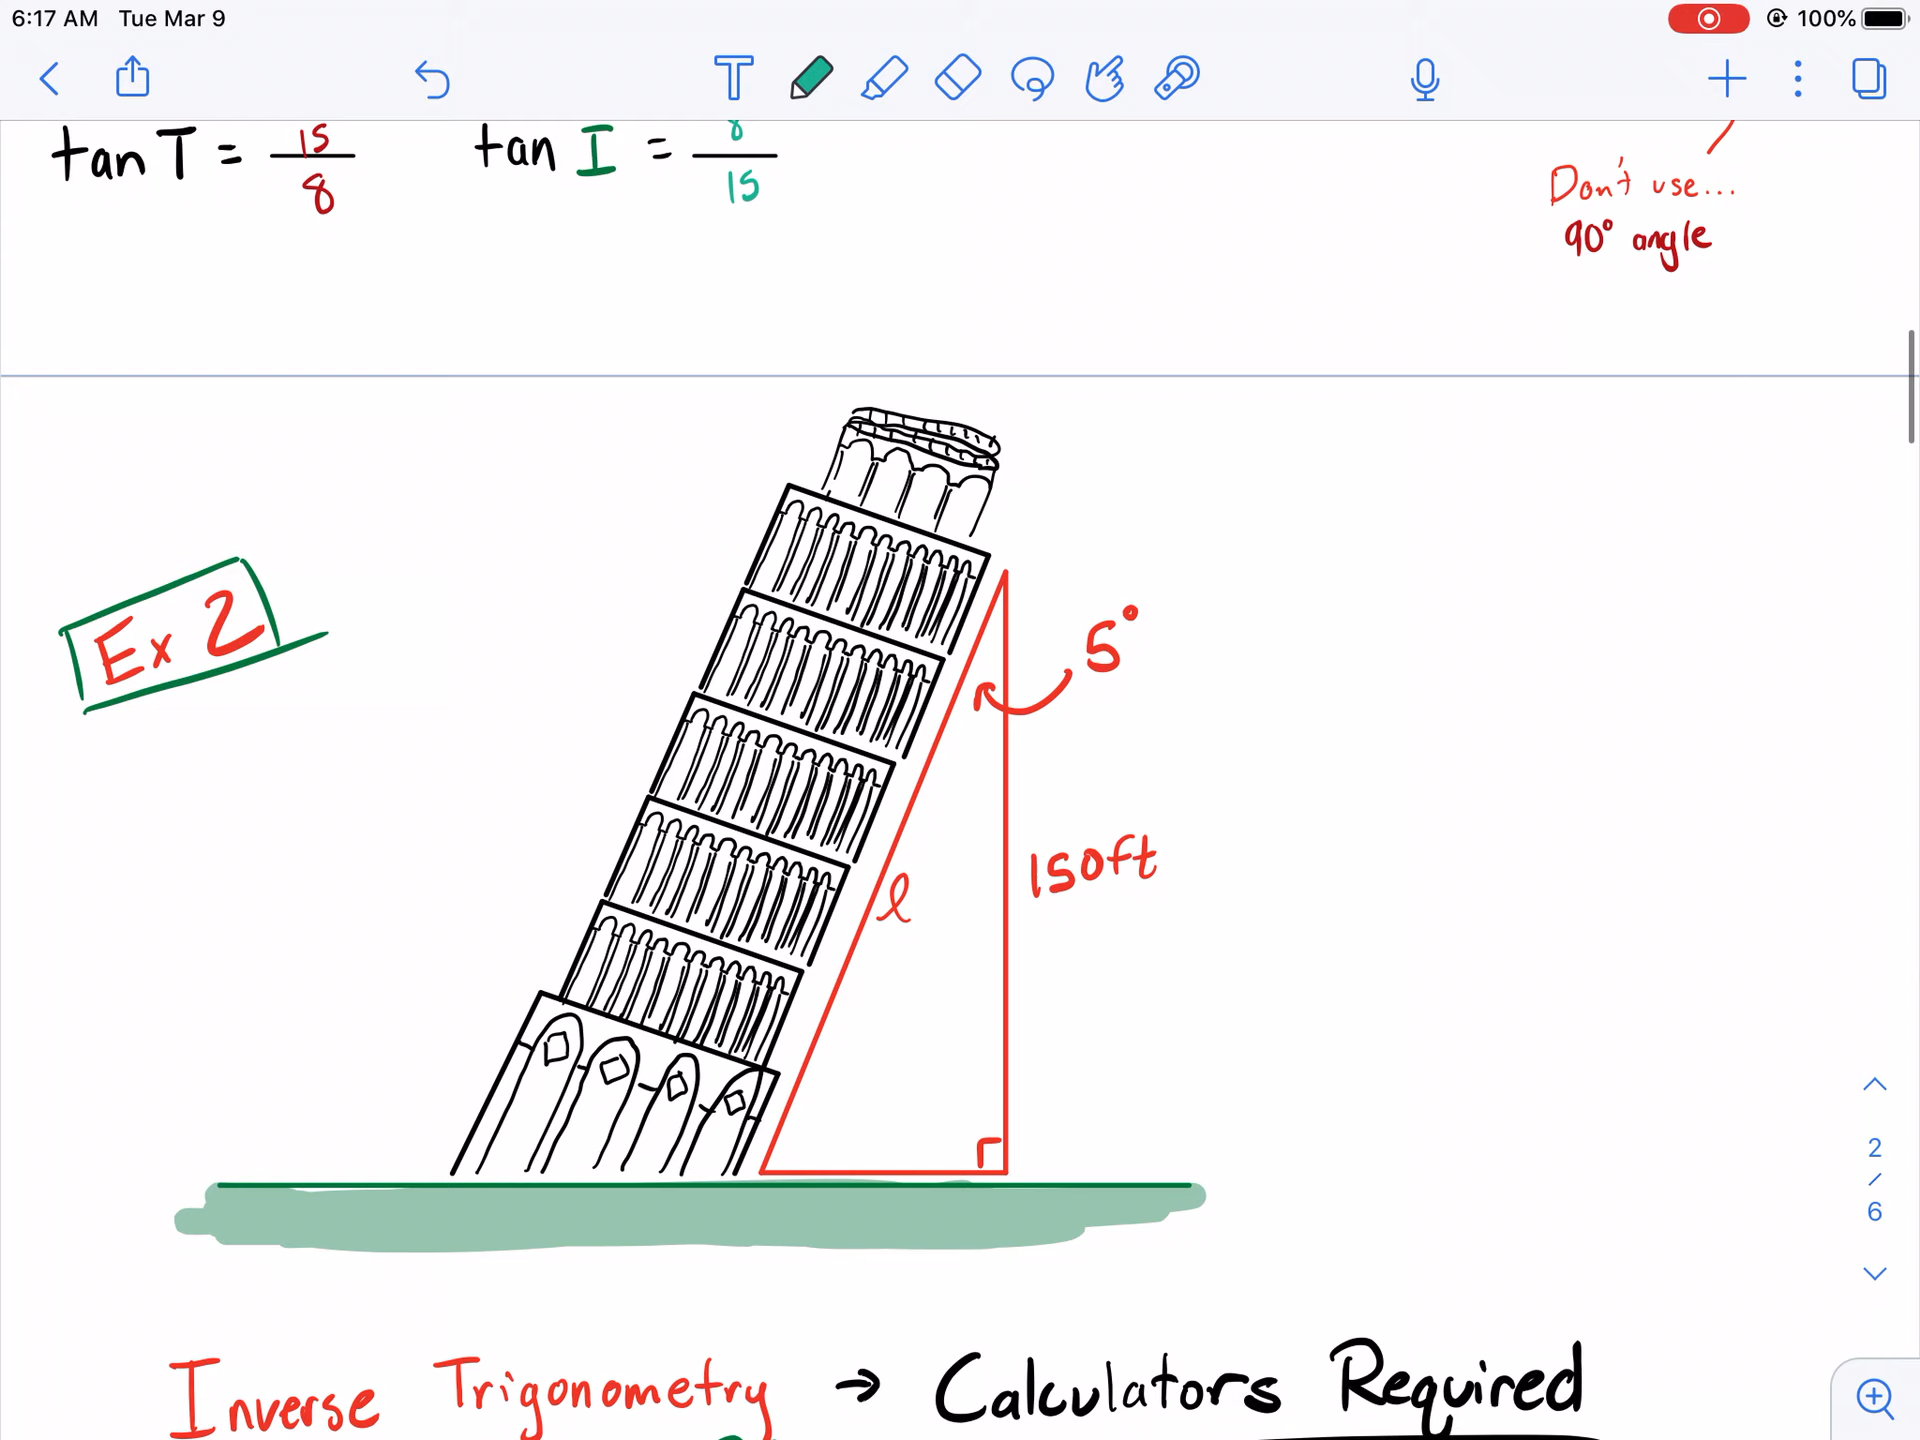 6:17 AM Tue Mar 9
100%
T
tan T = 15/8
tan I = 8/15
Don't use...
90° angle
Ex 2
5°
150ft
l
2
/
6
Inverse Trigonometry → Calculators Required